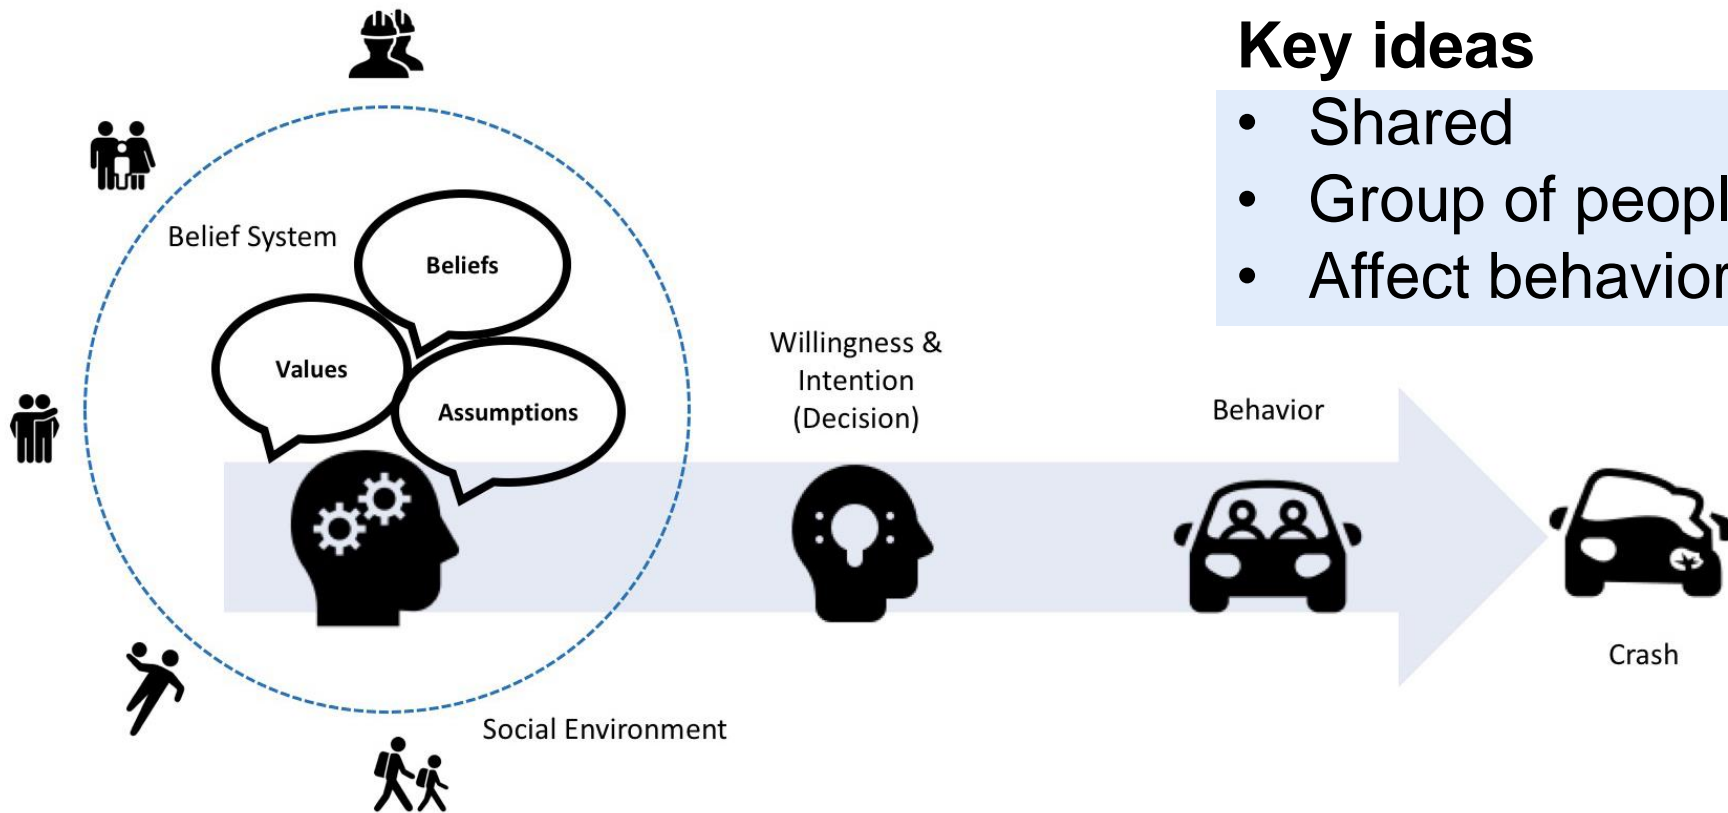 Key ideas
• Shared
• Group of peopl
• Affect behavior
Belief System
Beliefs
Values
Assumptions
Willingness &
Intention
(Decision)
Behavior
Crash
Social Environment